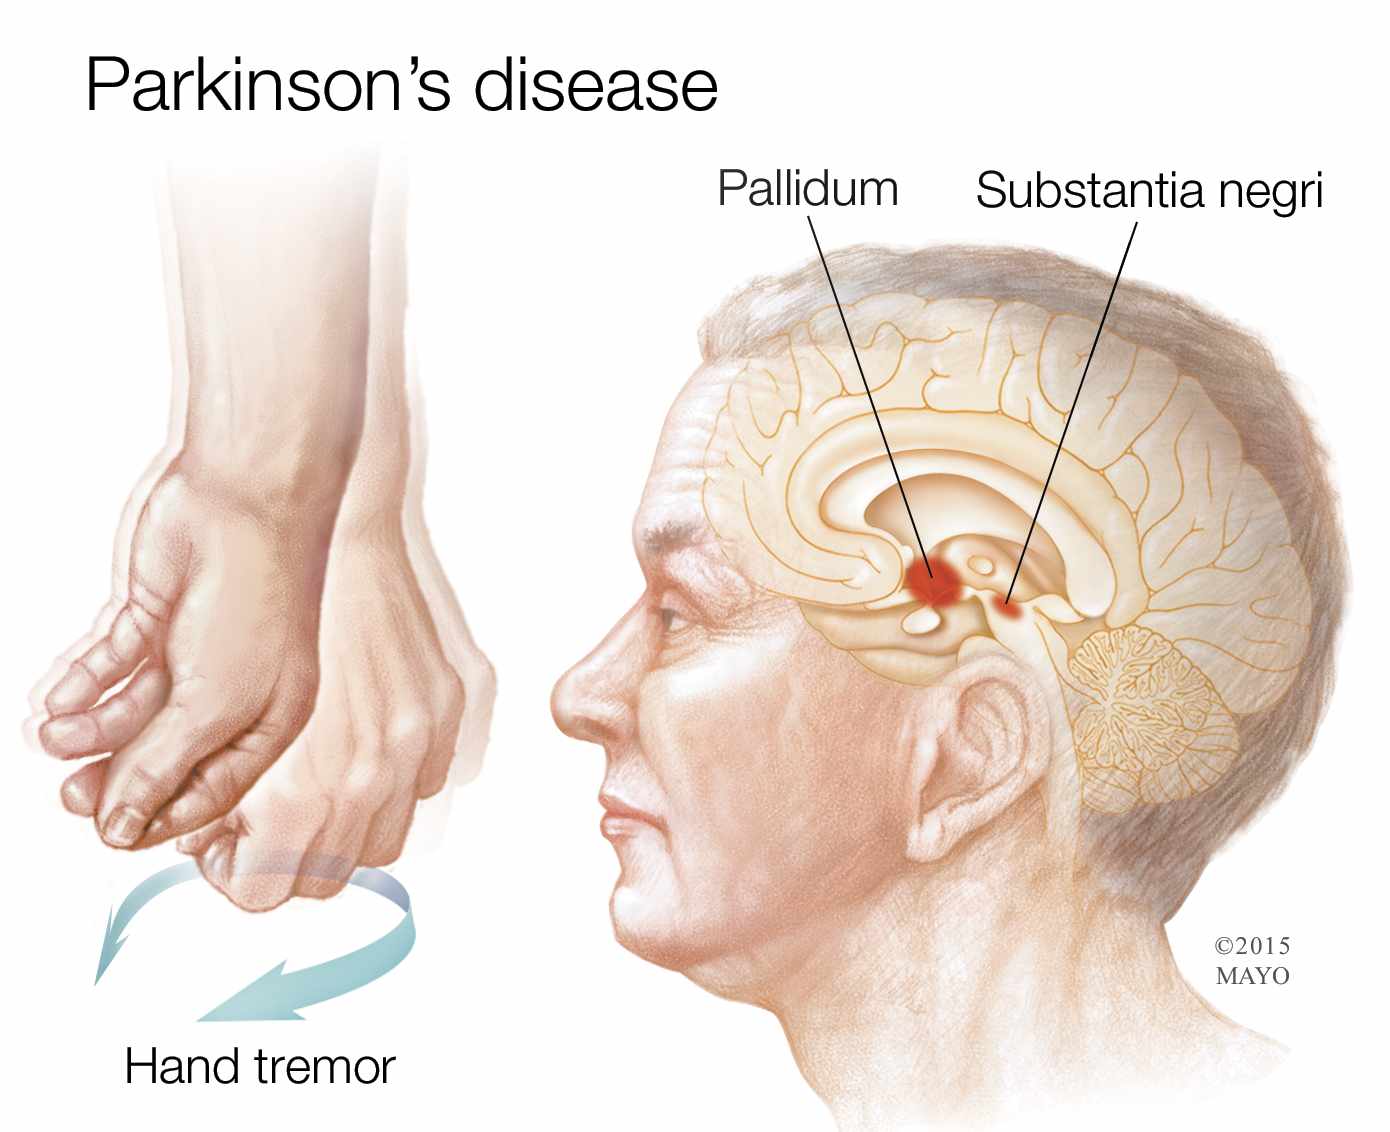 Parkinson’s disease
Pallidum
Substantia negri
©2015
MAYO
Hand tremor